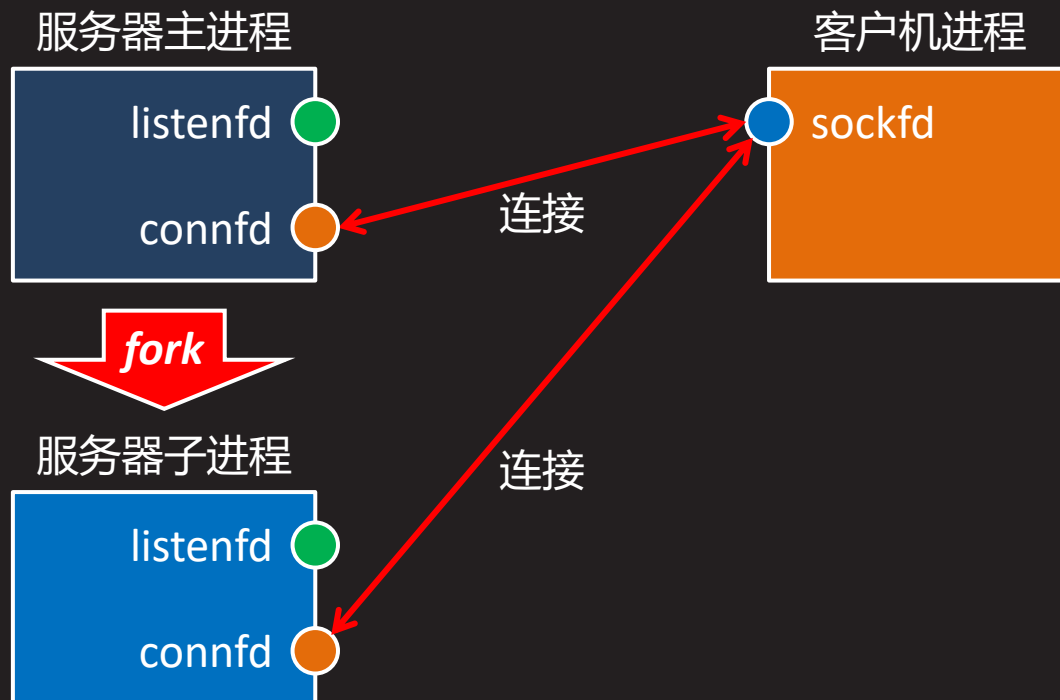 服务器主进程
客户机进程
listenfd
sockfd
connfd
连接
fork
服务器子进程
连接
listenfd
connfd